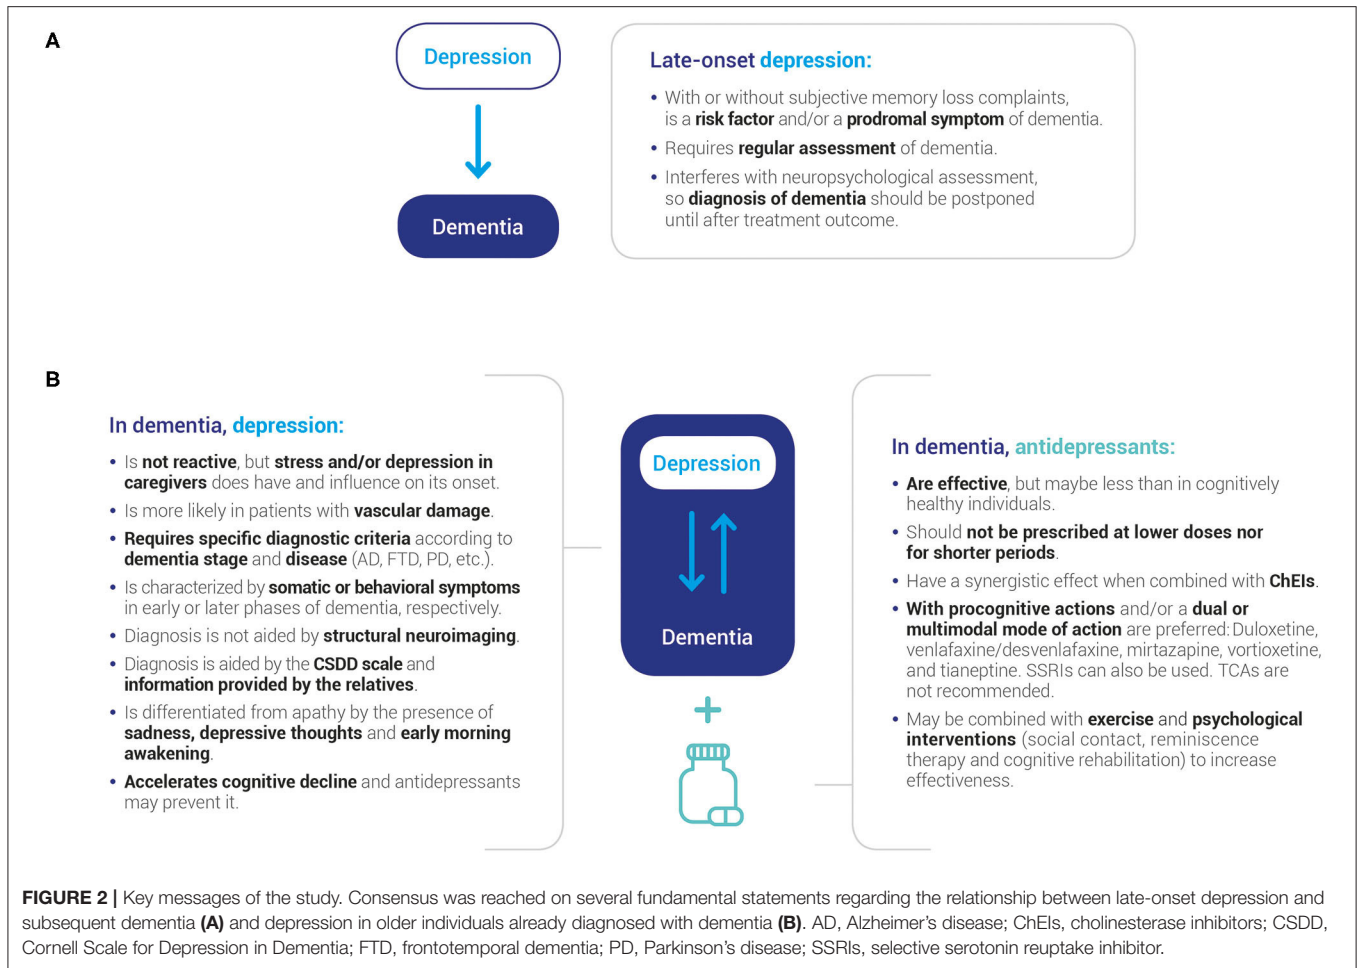 A
Depression
Dementia
Late-onset depression:
• With or without subjective memory loss complaints,
is a risk factor and/or a prodromal symptom of dementia.
• Requires regular assessment of dementia.
• Interferes with neuropsychological assessment,
so diagnosis of dementia should be postponed
until after treatment outcome.
B
In dementia, depression:
• Is not reactive, but stress and/or depression in
caregivers does have and influence on its onset.
• Is more likely in patients with vascular damage.
• Requires specific diagnostic criteria according to
dementia stage and disease (AD, FTD, PD, etc.).
• Is characterized by somatic or behavioral symptoms
in early or later phases of dementia, respectively.
• Diagnosis is not aided by structural neuroimaging.
• Diagnosis is aided by the CSDD scale and
information provided by the relatives.
• Is differentiated from apathy by the presence of
sadness, depressive thoughts and early morning
awakening.
• Accelerates cognitive decline and antidepressants
may prevent it.
Depression
Dementia
+
In dementia, antidepressants:
• Are effective, but maybe less than in cognitively
healthy individuals.
• Should not be prescribed at lower doses nor
for shorter periods.
• Have a synergistic effect when combined with ChEIs.
• With procognitive actions and/or a dual or
multimodal mode of action are preferred: Duloxetine,
venlafaxine/desvenlafaxine, mirtazapine, vortioxetine,
and tianeptine. SSRIs can also be used. TCAs are
not recommended.
• May be combined with exercise and psychological
interventions (social contact, reminiscence
therapy and cognitive rehabilitation) to increase
effectiveness.
FIGURE 2 | Key messages of the study. Consensus was reached on several fundamental statements regarding the relationship between late-onset depression and
subsequent dementia (A) and depression in older individuals already diagnosed with dementia (B). AD, Alzheimer's disease; ChEIs, cholinesterase inhibitors; CSDD,
Cornell Scale for Depression in Dementia; FTD, frontotemporal dementia; PD, Parkinson's disease; SSRIs, selective serotonin reuptake inhibitor.